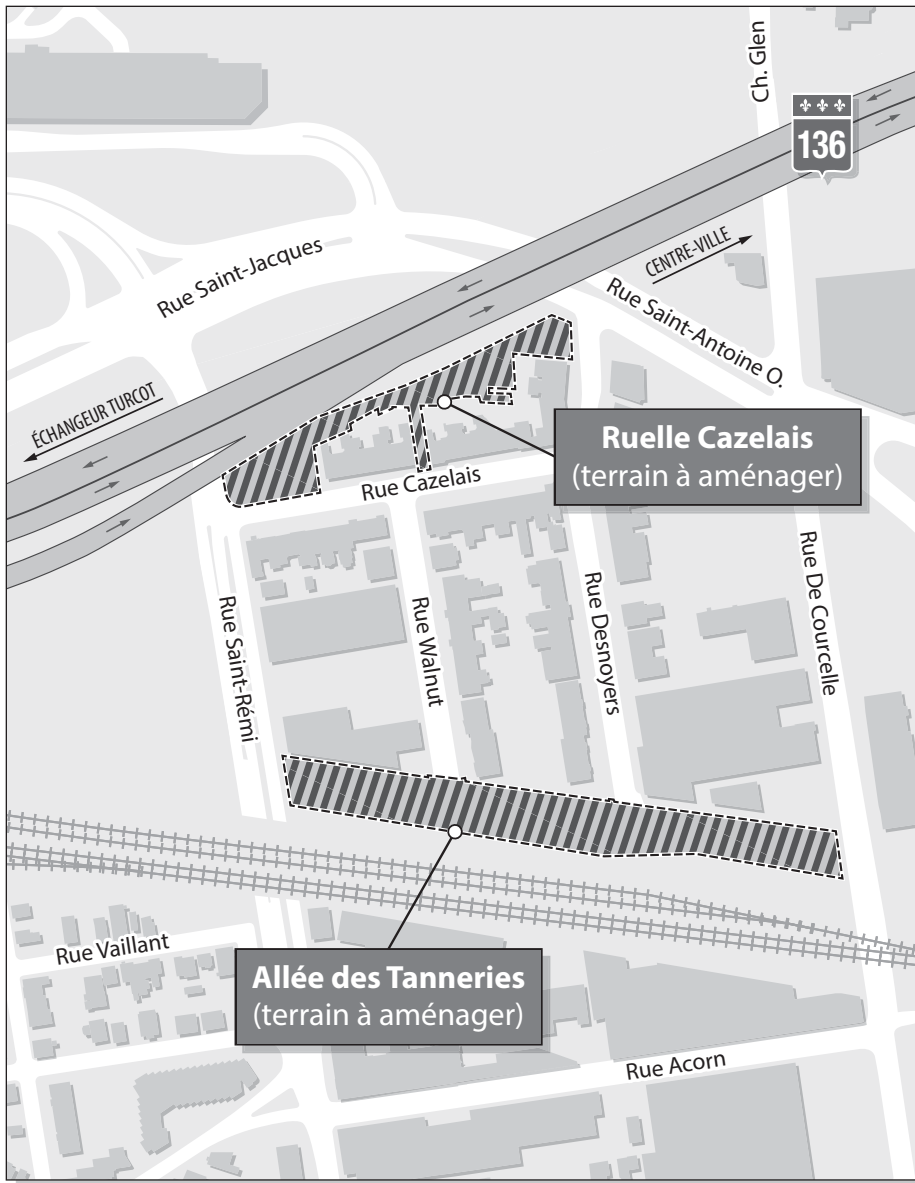 Ch. Glen
136
Rue Saint-Jacques
CENTRE-VILLE
Rue Saint-Antoine O.
ÉCHANGEUR TURCOT
Ruelle Cazelais
(terrain à aménager)
Rue Cazelais
Rue Saint-Rémi
Rue Walnut
Rue Desnoyers
Rue De Courcelle
Rue Vaillant
Allée des Tanneries
(terrain à aménager)
Rue Acorn